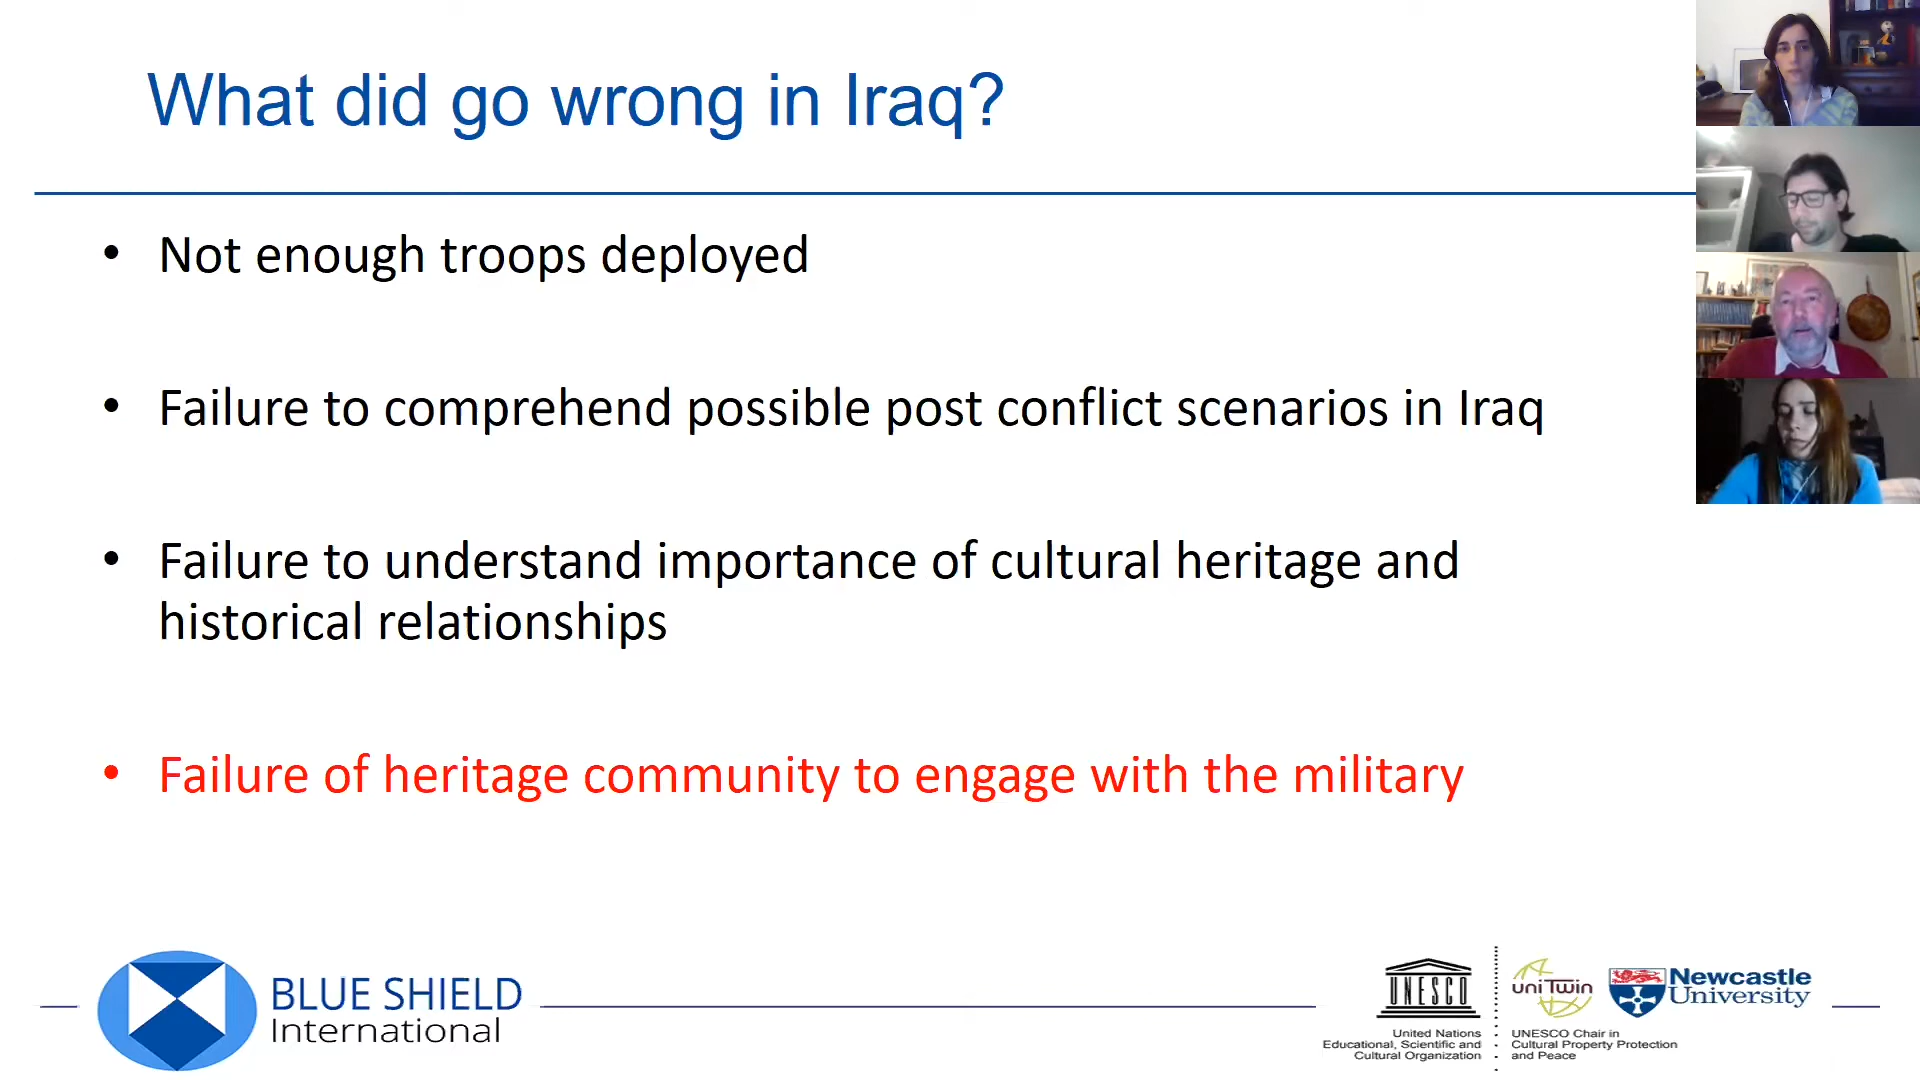 What did go wrong in Iraq?
• Not enough troops deployed
• Failure to comprehend possible post conflict scenarios in Iraq
• Failure to understand importance of cultural heritage and
historical relationships
• Failure of heritage community to engage with the military
BLUE SHIELD
International
UNESCO
United Nations
Educational, Scientific and
Cultural Organization
uniTwin
Newcastle
University
UNESCO Chair in
Cultural Property Protection
and Peace